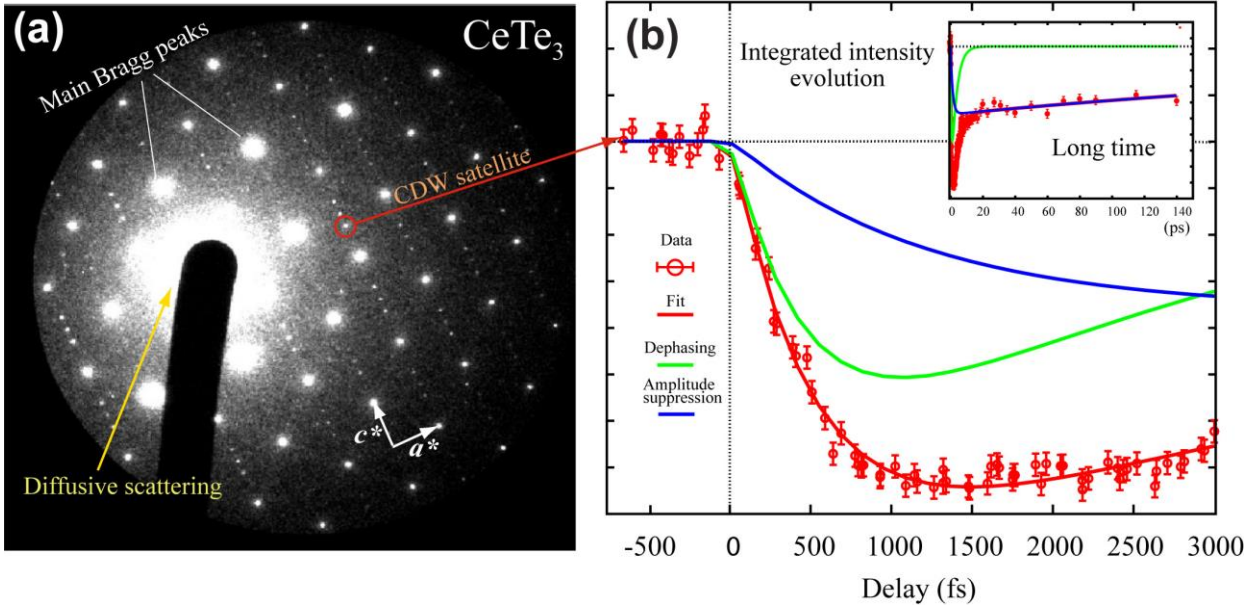 (a)
CeTe3
Main Bragg peaks
CDW satellite
c*
a*
Diffusive scattering
(b)
Integrated intensity
evolution
Data
Fit
Dephasing
Amplitude
suppression
Long time
0 20 40 60 80 100 120 140
(ps)
-500 0 500 1000 1500 2000 2500 3000
Delay (fs)